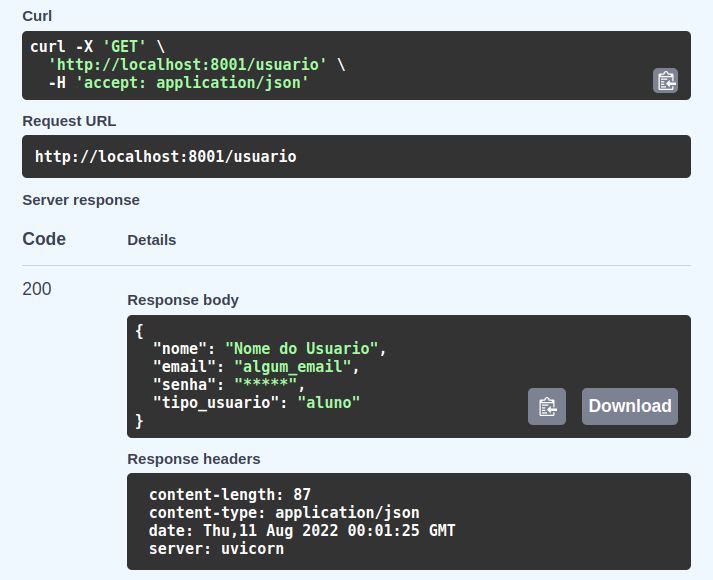 Curl
curl -X 'GET' \
'http://localhost:8001/usuario' \
-H 'accept: application/json'
Request URL
http://localhost:8001/usuario
Server response
Code Details
200
Response body
{
"nome": "Nome do Usuario",
"email": "algum_email",
"senha": "*****",
"tipo_usuario": "aluno"
}
Download
Response headers
content-length: 87
content-type: application/json
date: Thu,11 Aug 2022 00:01:25 GMT
server: uvicorn